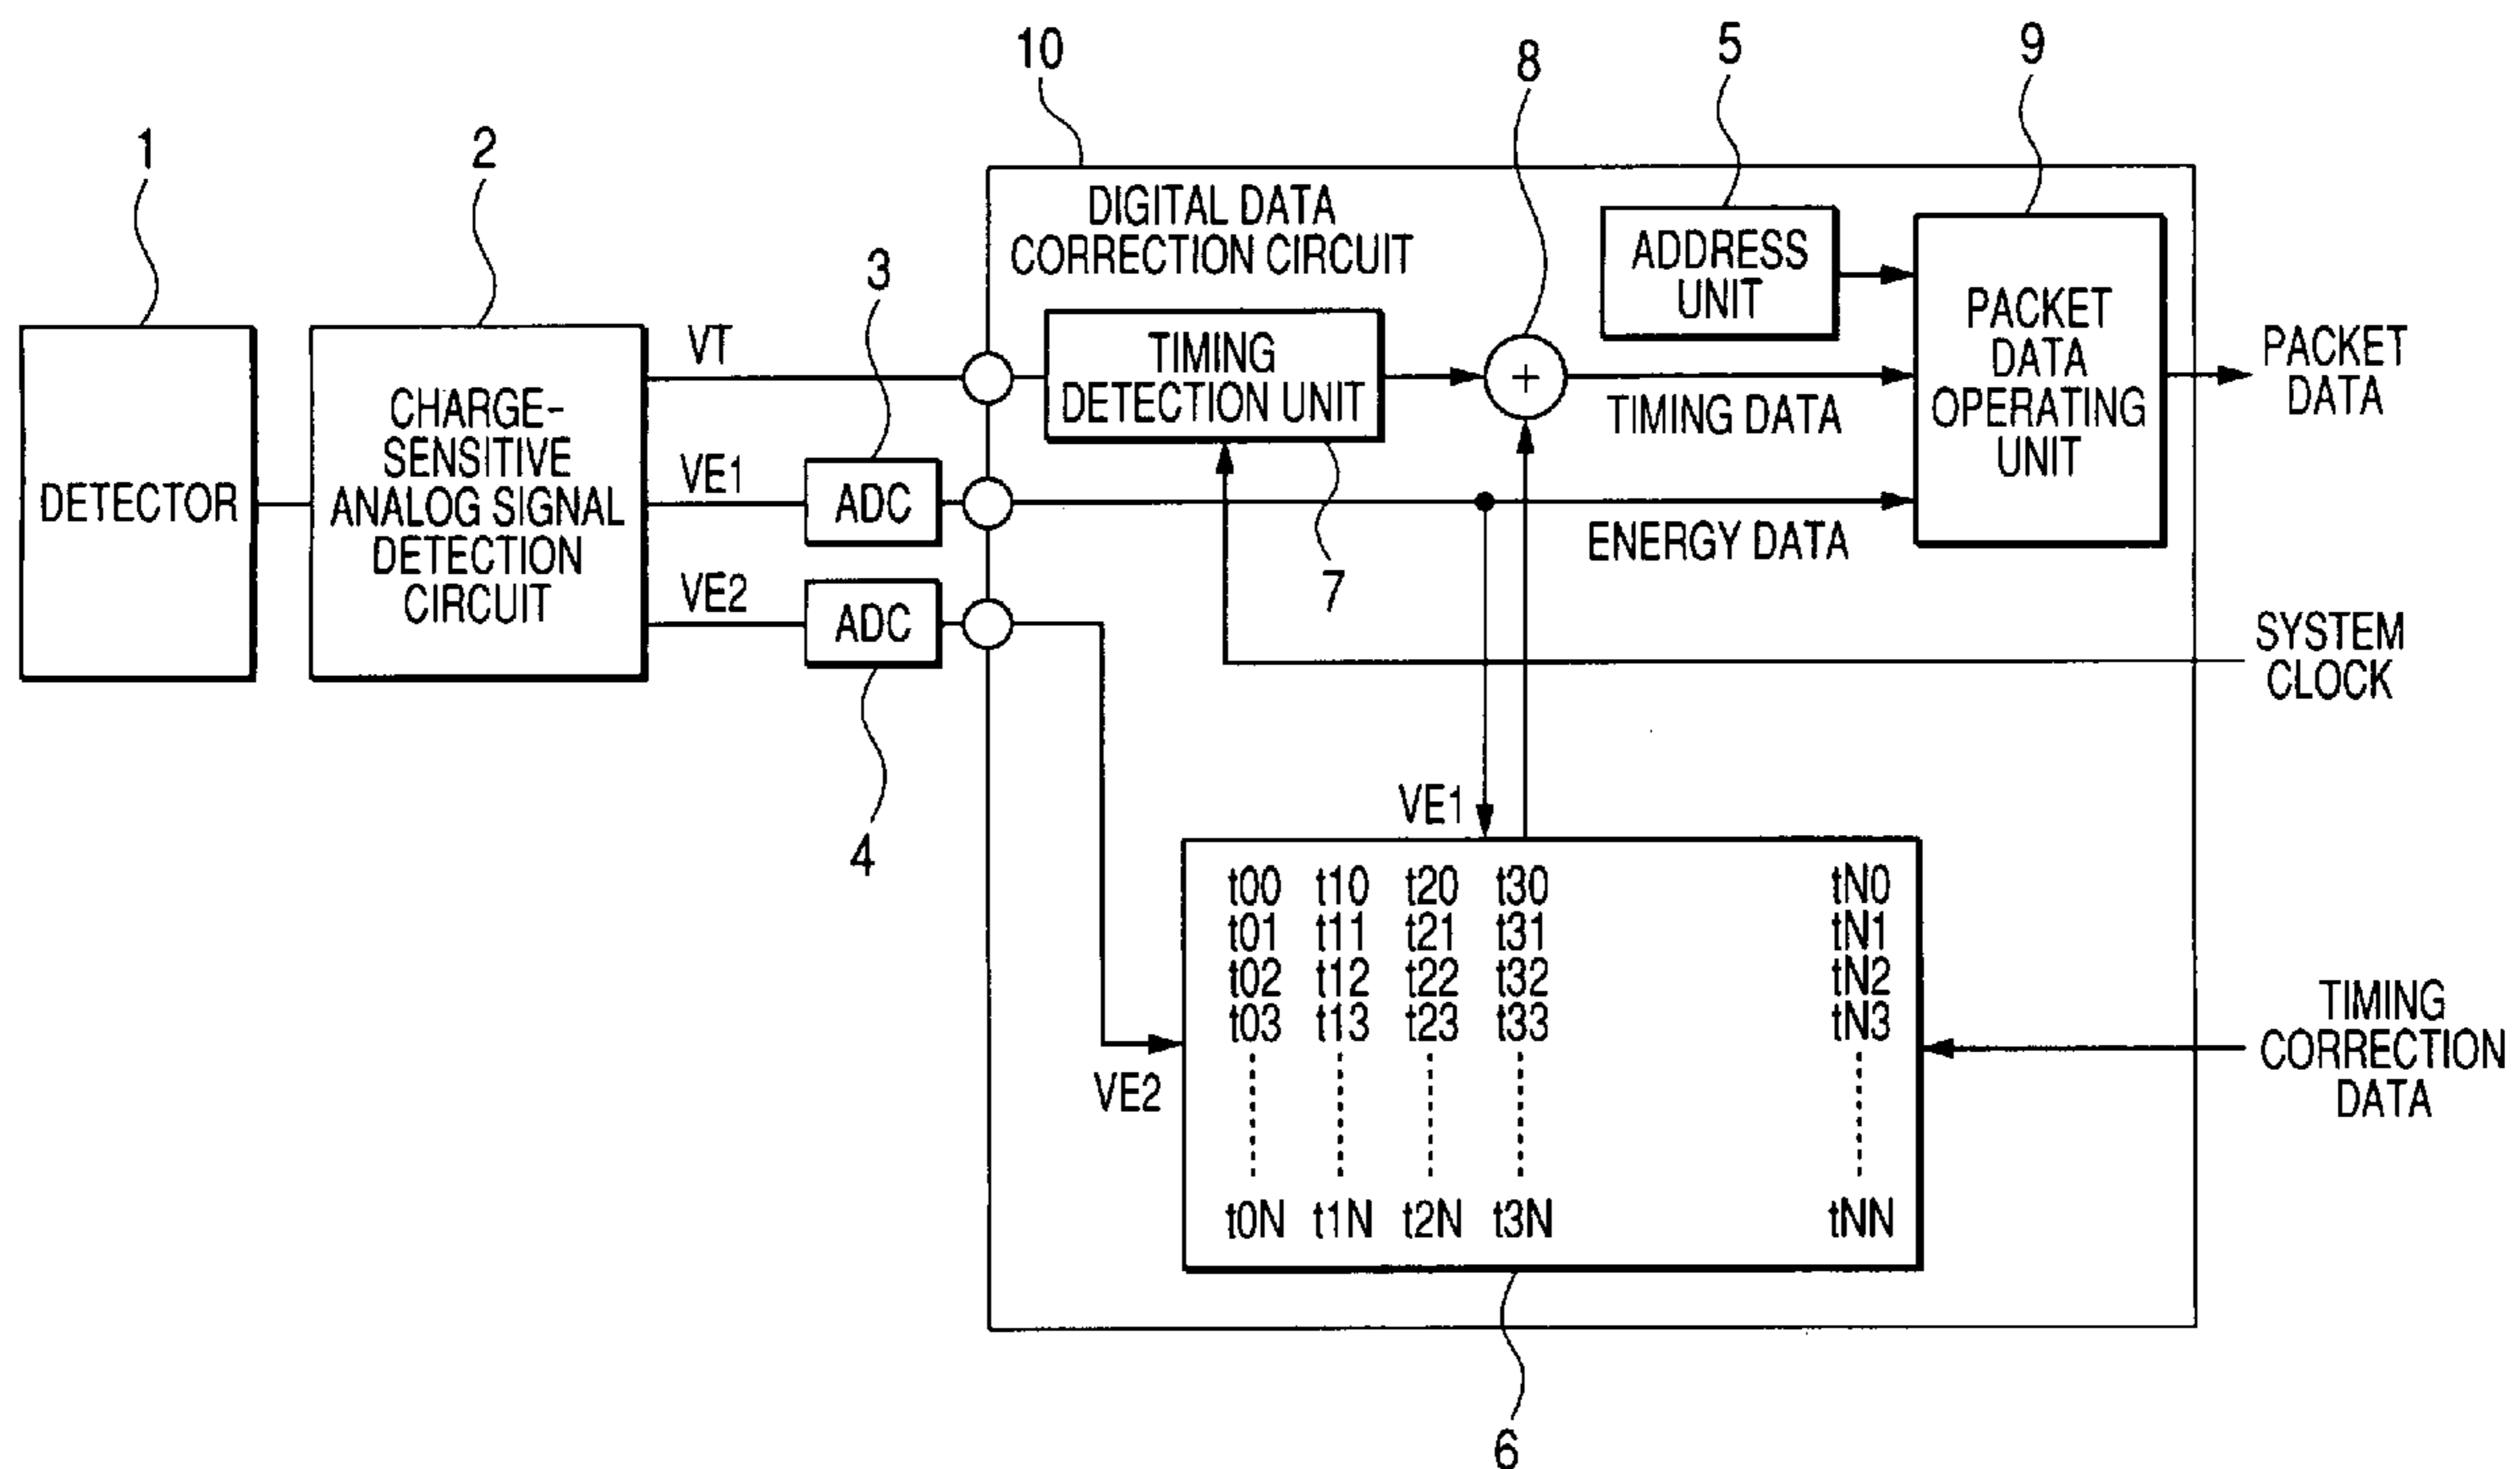 10
8
5
9
1
2
3
DIGITAL DATA
CORRECTION CIRCUIT
ADDRESS
UNIT
PACKET
DATA
OPERATING
UNIT
PACKET
DATA
VT
TIMING
DETECTION UNIT
+
TIMING DATA
DETECTOR
CHARGE-
SENSITIVE
ANALOG SIGNAL
DETECTION
CIRCUIT
VE1
ADC
ENERGY DATA
7
VE2
ADC
SYSTEM
CLOCK
4
VE1
t00 t10 t20 t30 tN0
t01 t11 t21 t31 tN1
t02 t12 t22 t32 tN2
t03 t13 t23 t33 tN3
t0N t1N t2N t3N tNN
VE2
TIMING
CORRECTION
DATA
6